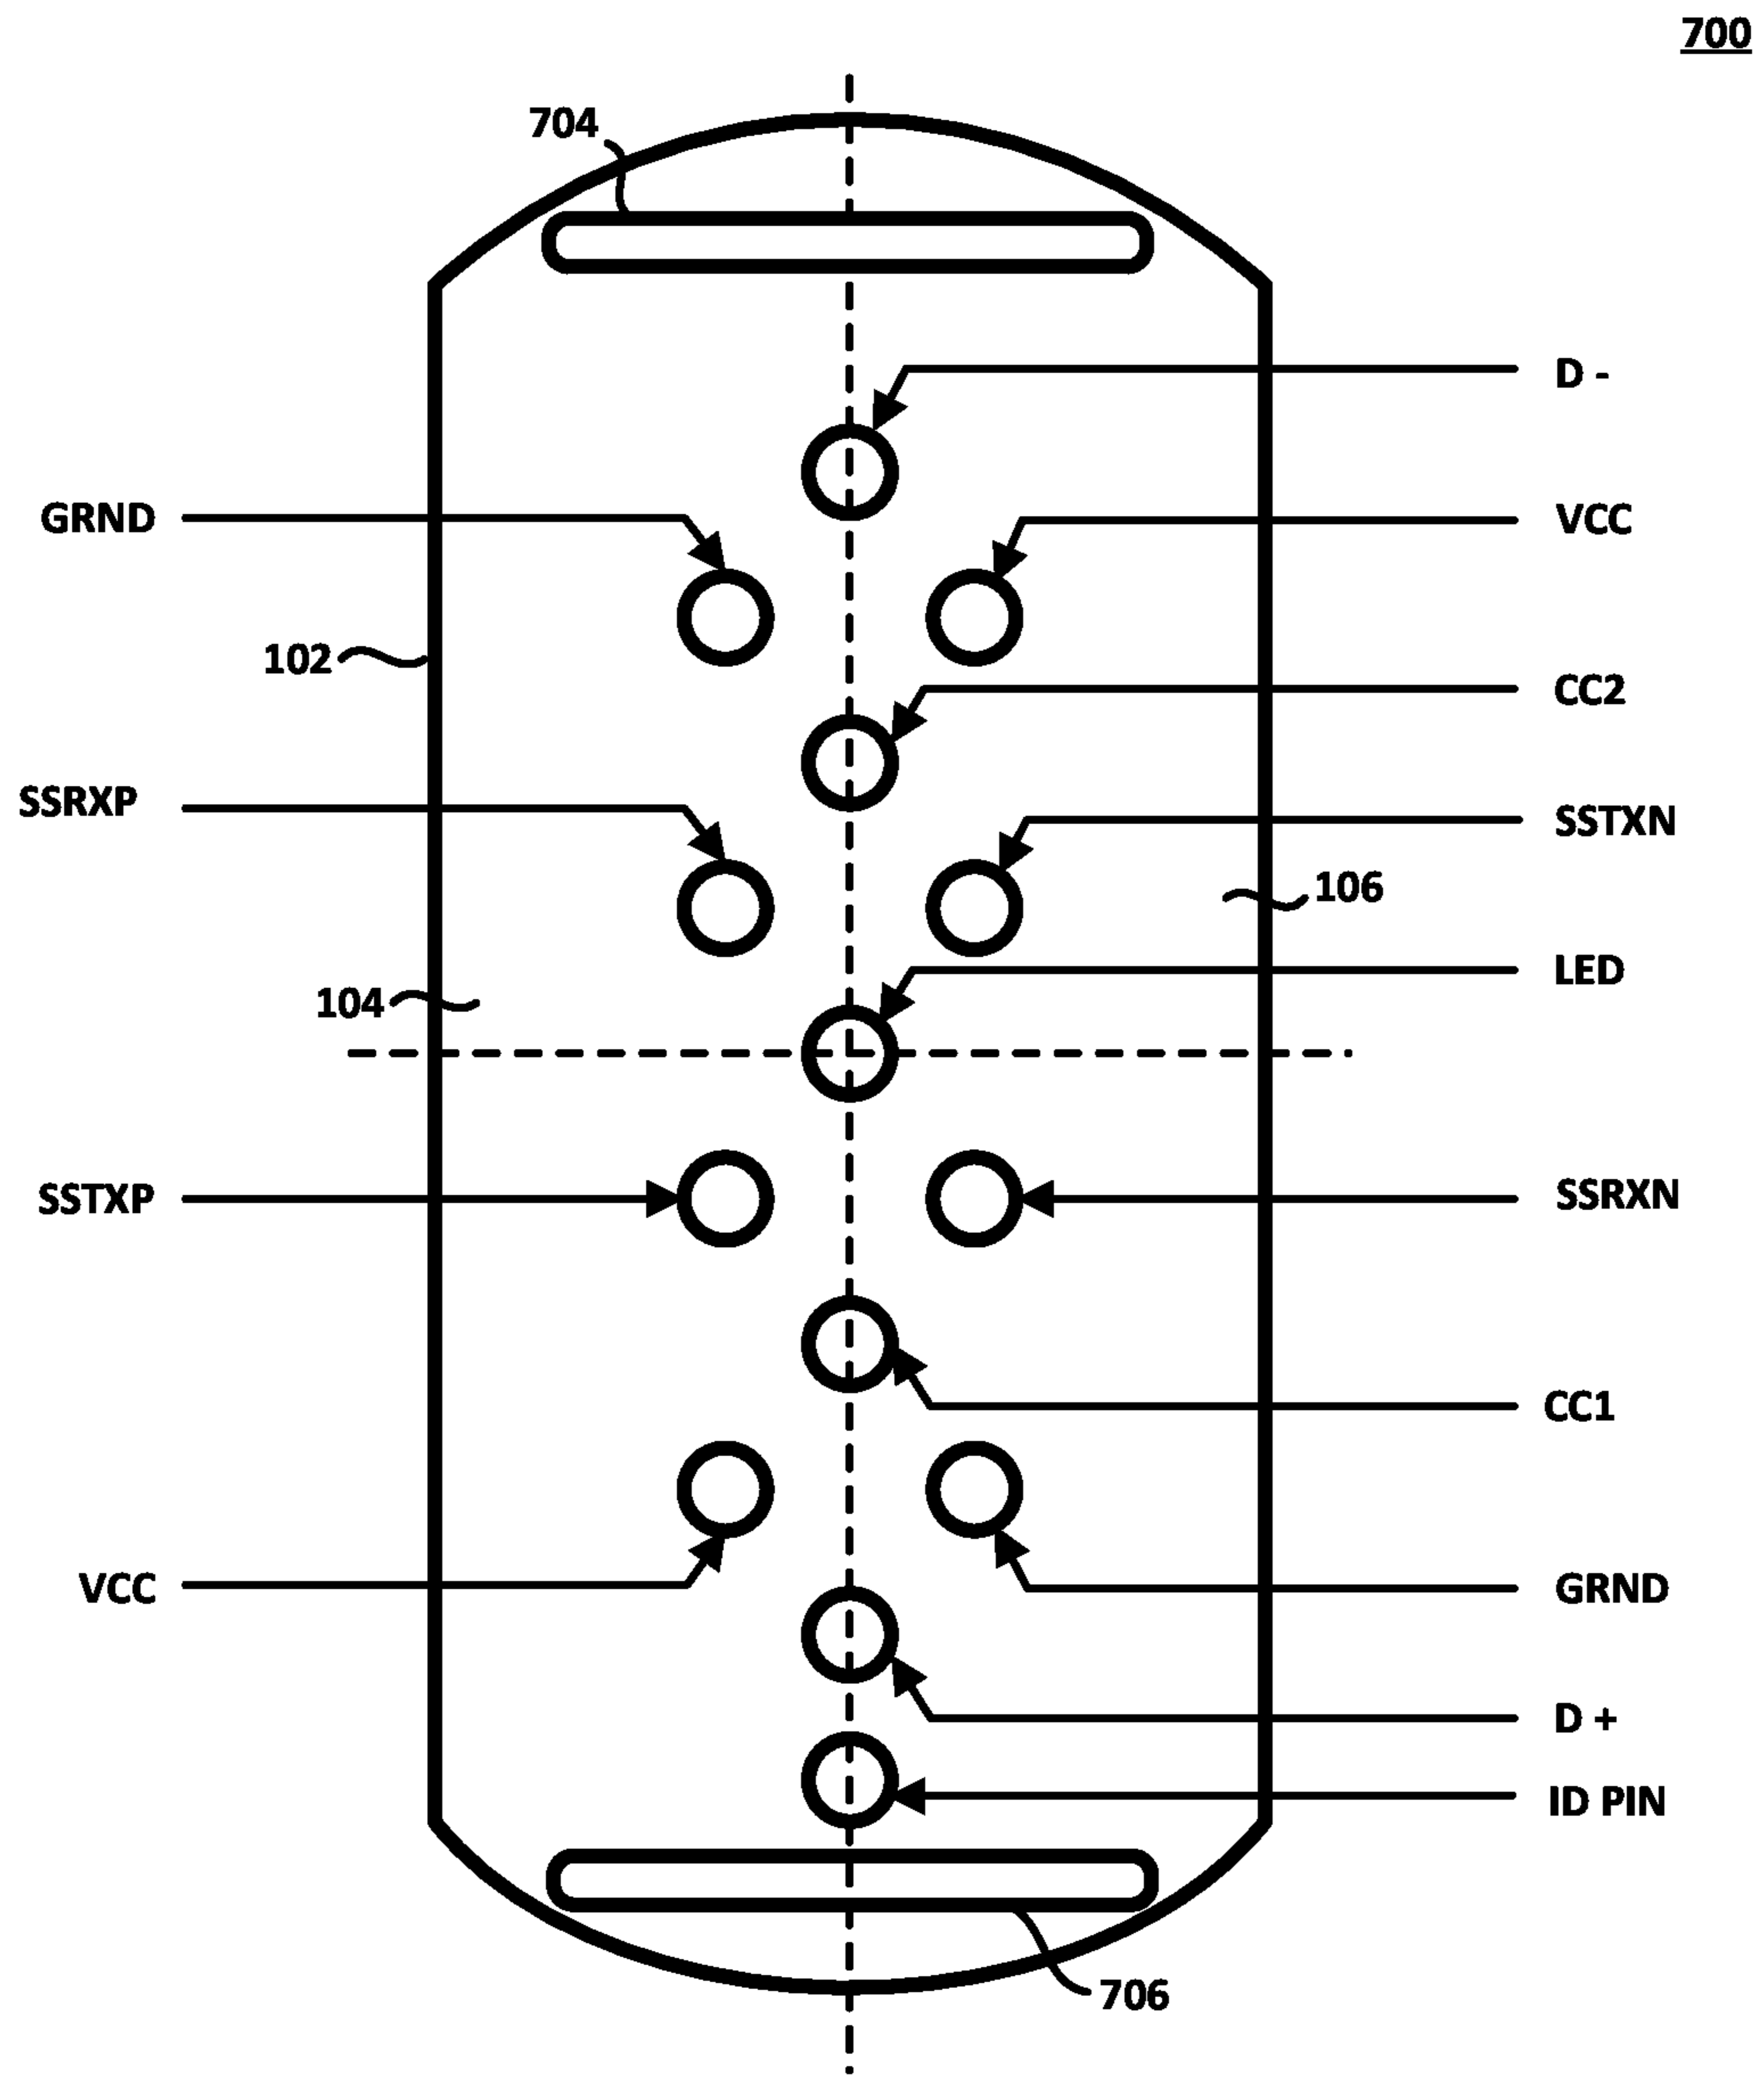 700
704
D -
GRND
VCC
102
CC2
SSRXP
SSTXN
106
LED
104
SSTXP
SSRXN
CC1
VCC
GRND
D +
ID PIN
706